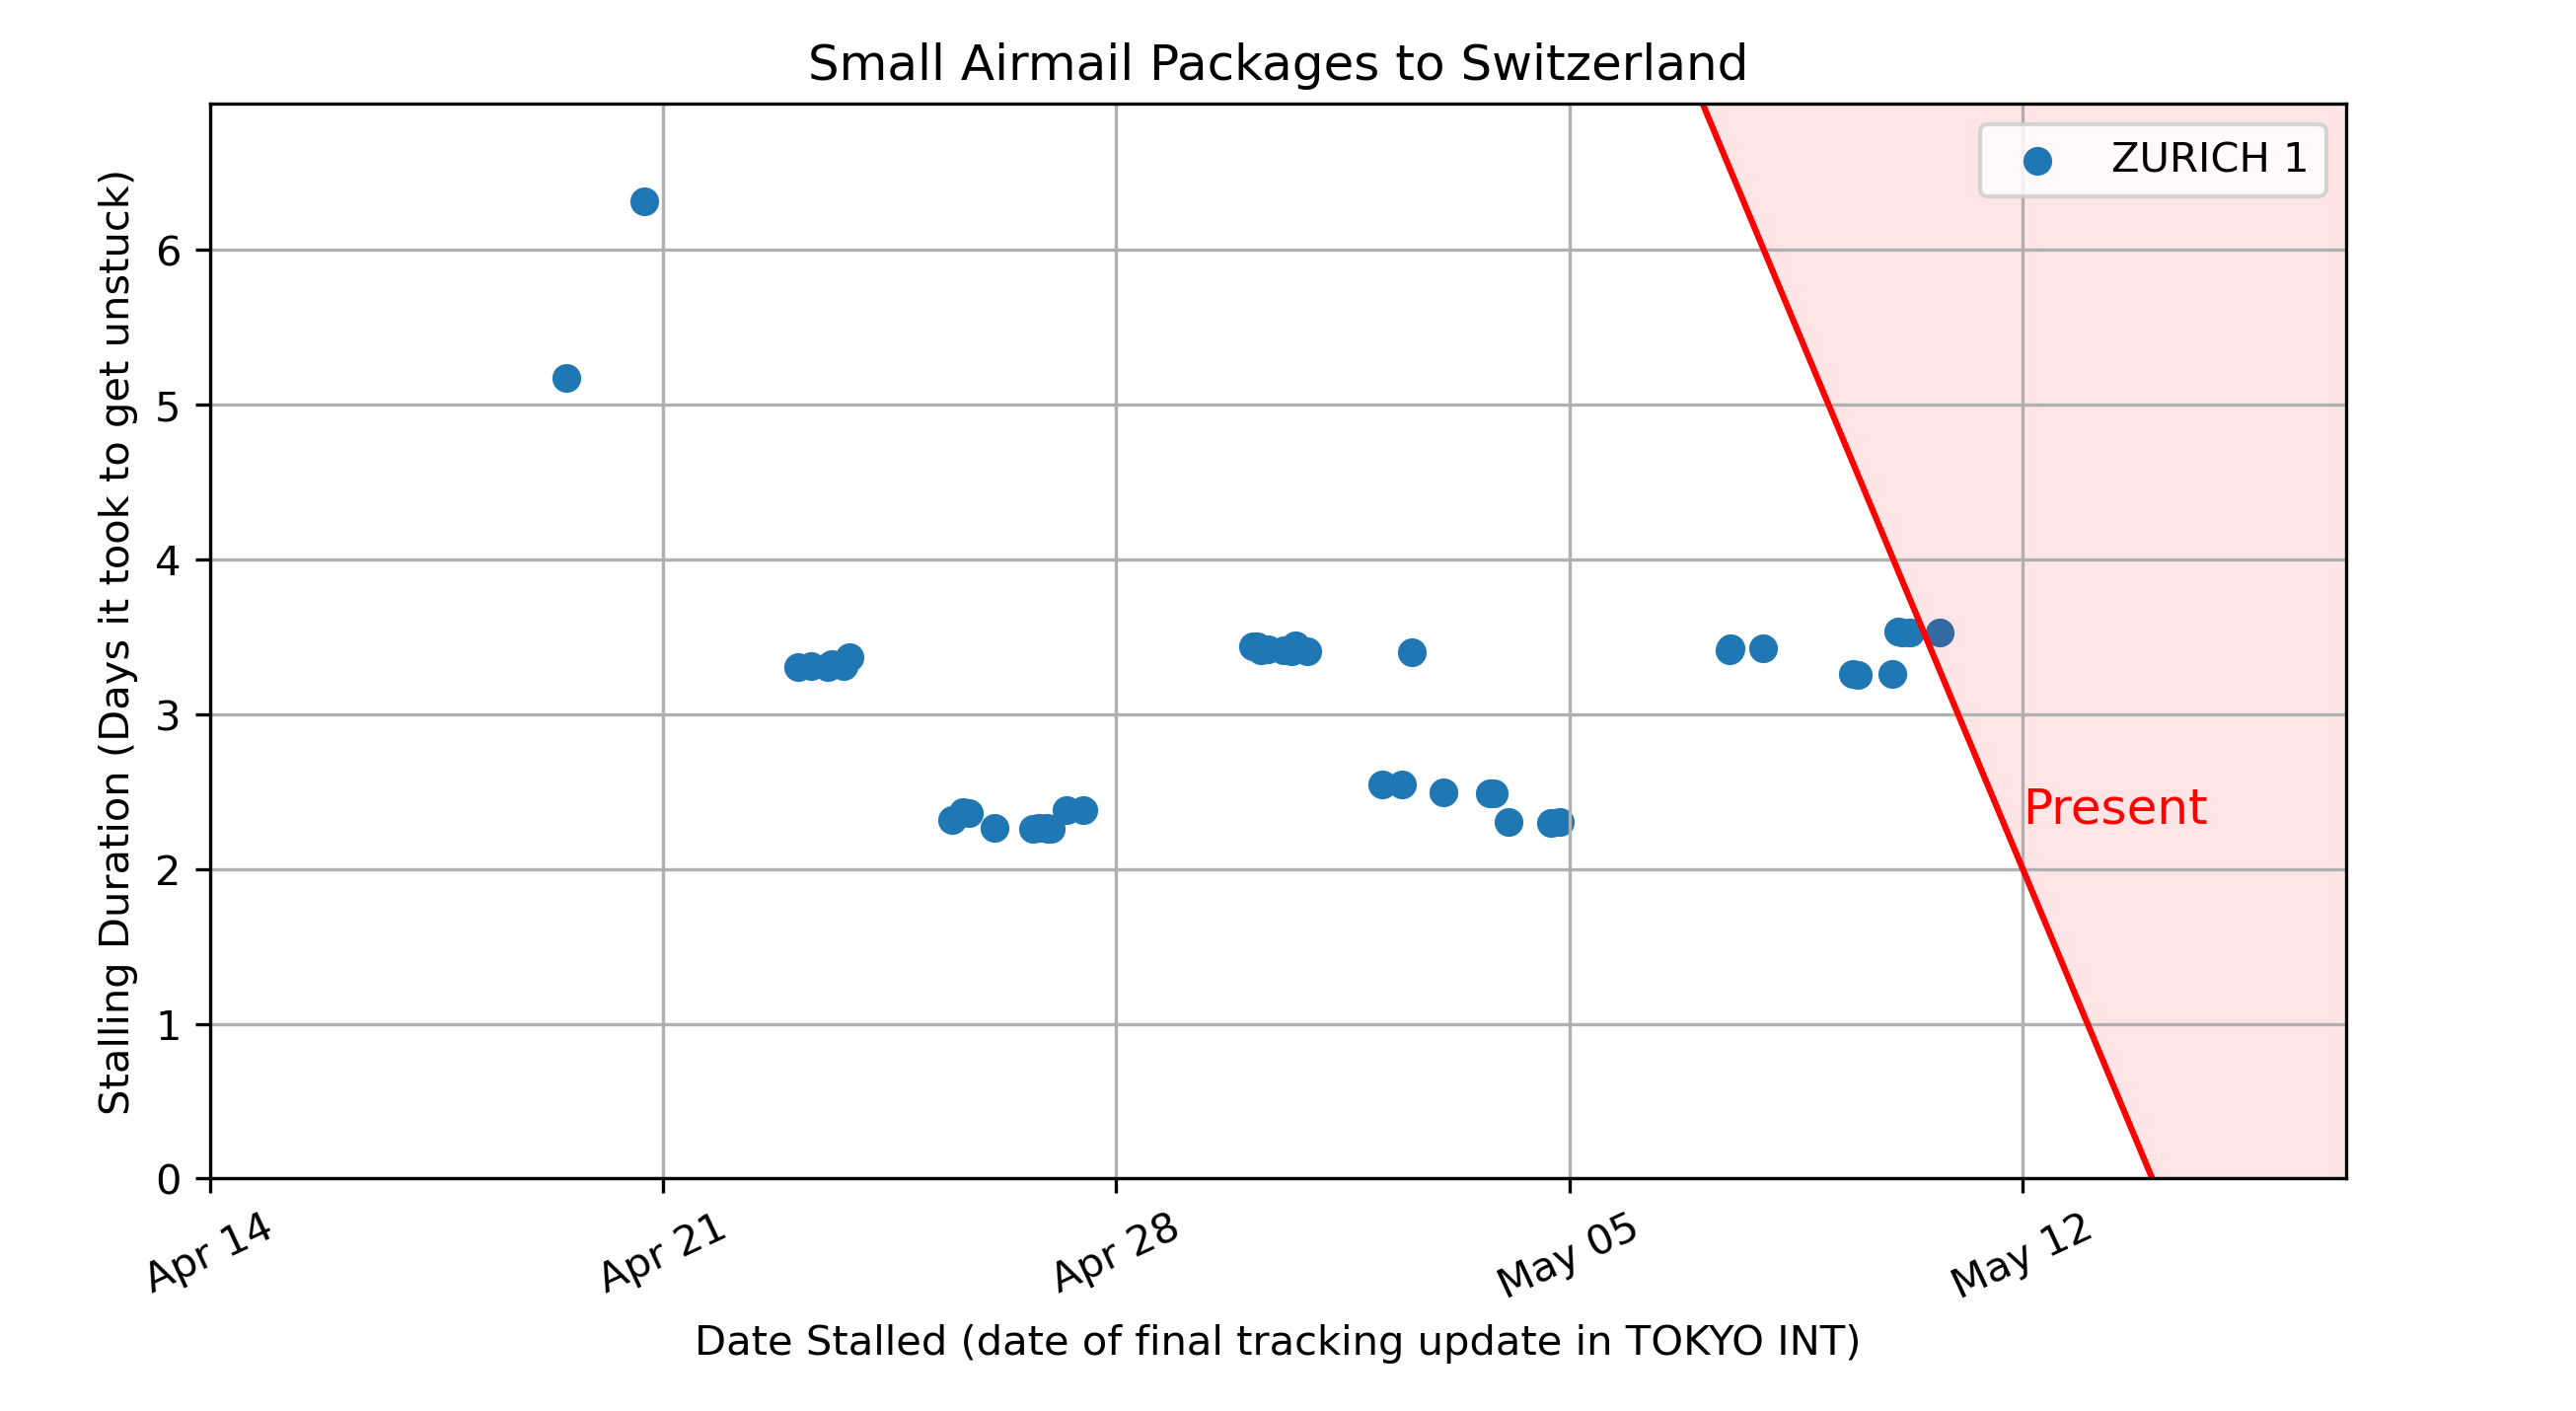 Small Airmail Packages to Switzerland
ZURICH 1
Stalling Duration (Days it took to get unstuck)
6
5
4
3
2
1
0
Present
Apr 14
Apr 21
Apr 28
May 05
May 12
Date Stalled (date of final tracking update in TOKYO INT)